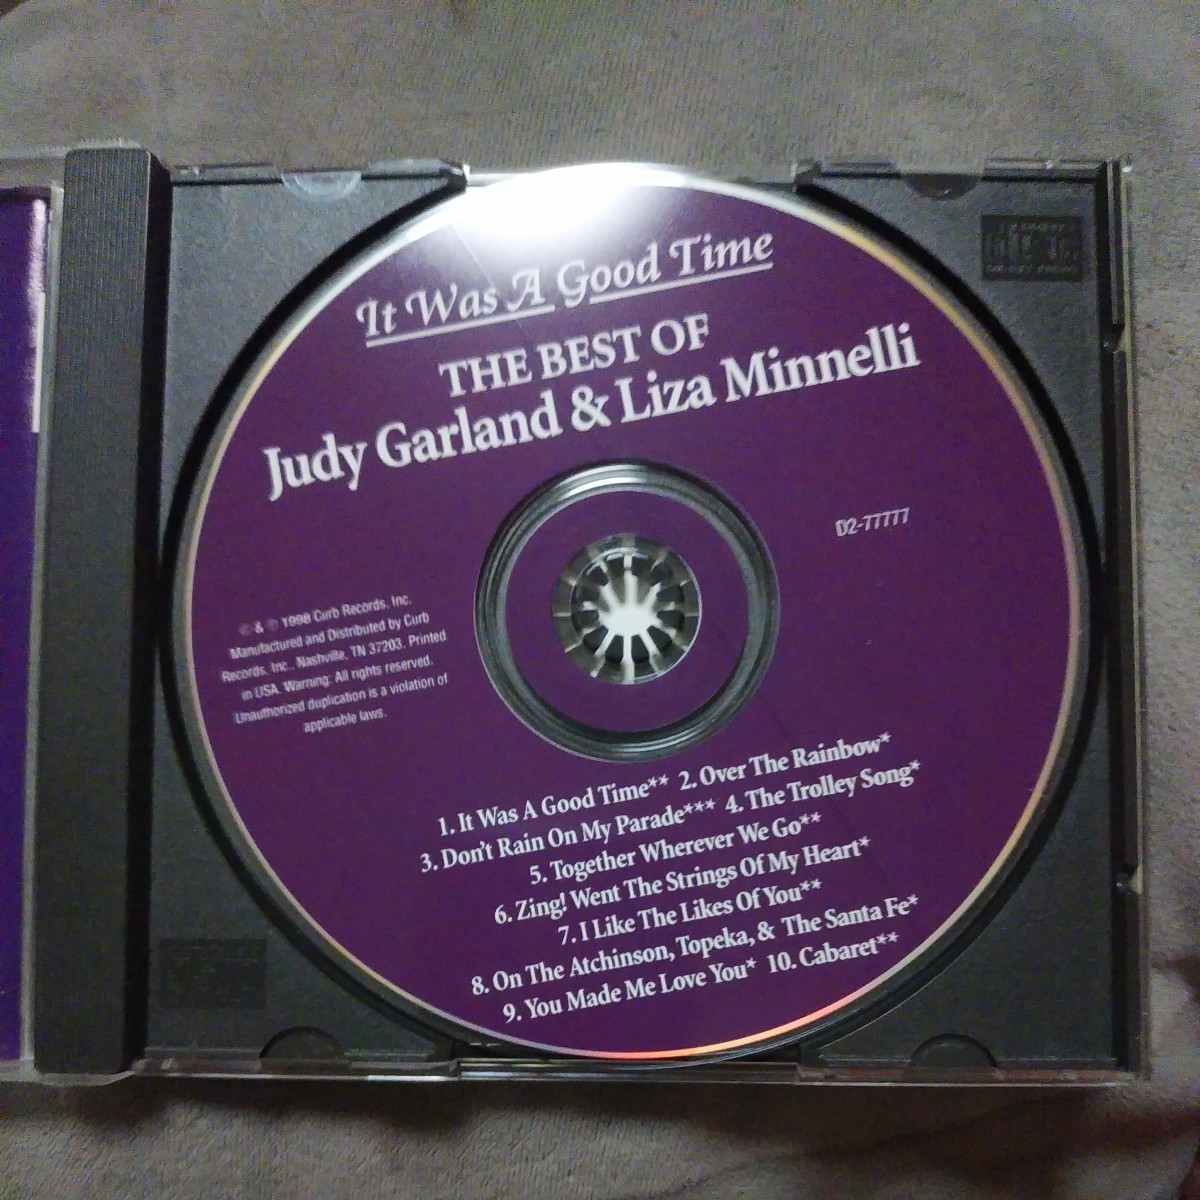 It Was A Good Time
THE BEST OF
Judy Garland & Liza Minnelli
D2-77777
© & ℗ 1998 Curb Records, Inc.
Manufactured and Distributed by Curb
Records, Inc., Nashville, TN 37203. Printed
in USA. Warning: All rights reserved.
Unauthorized duplication is a violation of
applicable laws.
1. It Was A Good Time** 2. Over The Rainbow*
3. Don't Rain On My Parade*** 4. The Trolley Song*
5. Together Wherever We Go**
6. Zing! Went The Strings Of My Heart*
7. I Like The Likes Of You**
8. On The Atchinson, Topeka, & The Santa Fe*
9. You Made Me Love You* 10. Cabaret**